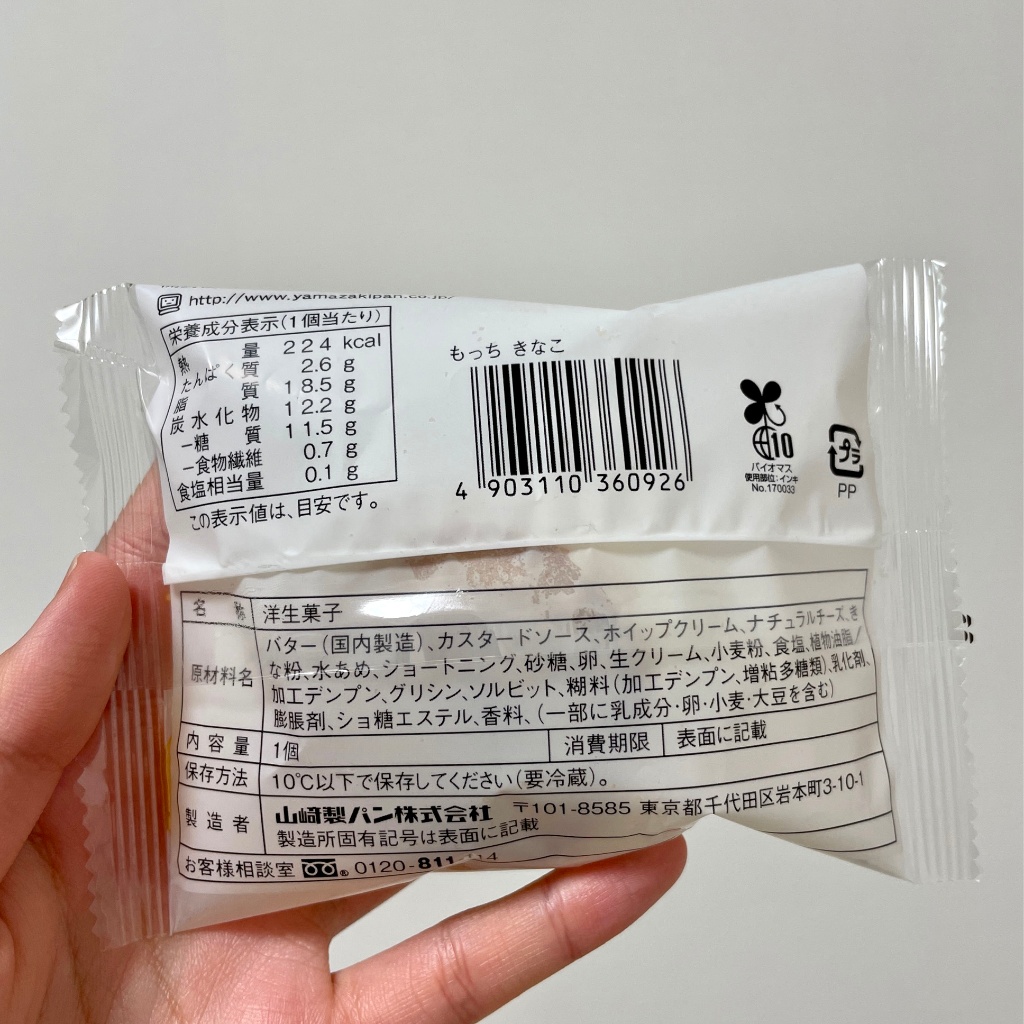 http://www.yamazakipan.co.jp/
栄養成分表示(1個当たり)
熱量 224 kcal
たんぱく質 2.6 g
脂質 18.5 g
炭水化物 12.2 g
−糖質 11.5 g
−食物繊維 0.7 g
食塩相当量 0.1 g
この表示値は、目安です。
もっち きなこ
4 903110 360926
10
バイオマス
使用部位:インキ
No.170033
プラ
PP
名称 洋生菓子
原材料名 バター(国内製造)、カスタードソース、ホイップクリーム、ナチュラルチーズ、き
な粉、水あめ、ショートニング、砂糖、卵、生クリーム、小麦粉、食塩、植物油脂/
加工デンプン、グリシン、ソルビット、糊料(加工デンプン、増粘多糖類)、乳化剤、
膨脹剤、ショ糖エステル、香料、(一部に乳成分・卵・小麦・大豆を含む)
内容量 1個 消費期限 表面に記載
保存方法 10℃以下で保存してください(要冷蔵)。
製造者 山崎製パン株式会社 〒101-8585 東京都千代田区岩本町3-10-1
製造所固有記号は表面に記載
お客様相談室 0120-811